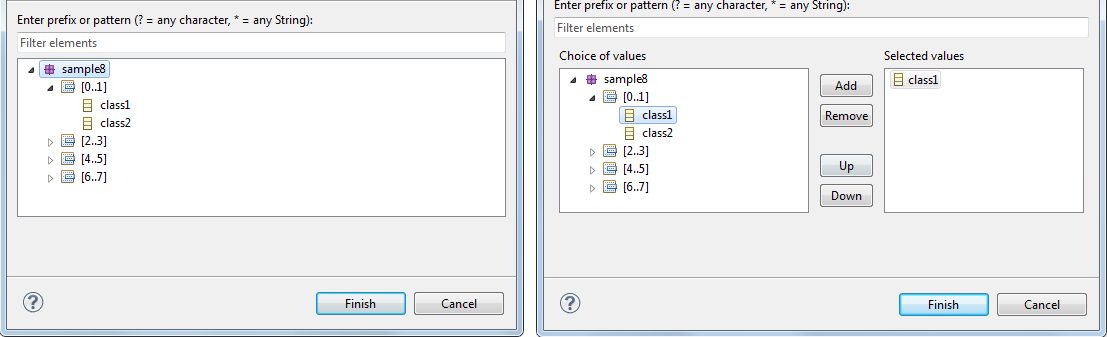 Enter prefix or pattern (? = any character, * = any String):
Filter elements
sample8
[0..1]
class1
class2
[2..3]
[4..5]
[6..7]
Finish
Cancel
Enter prefix or pattern (? = any character, * = any String):
Filter elements
Choice of values
sample8
[0..1]
class1
class2
[2..3]
[4..5]
[6..7]
Add
Remove
Up
Down
Selected values
class1
Finish
Cancel